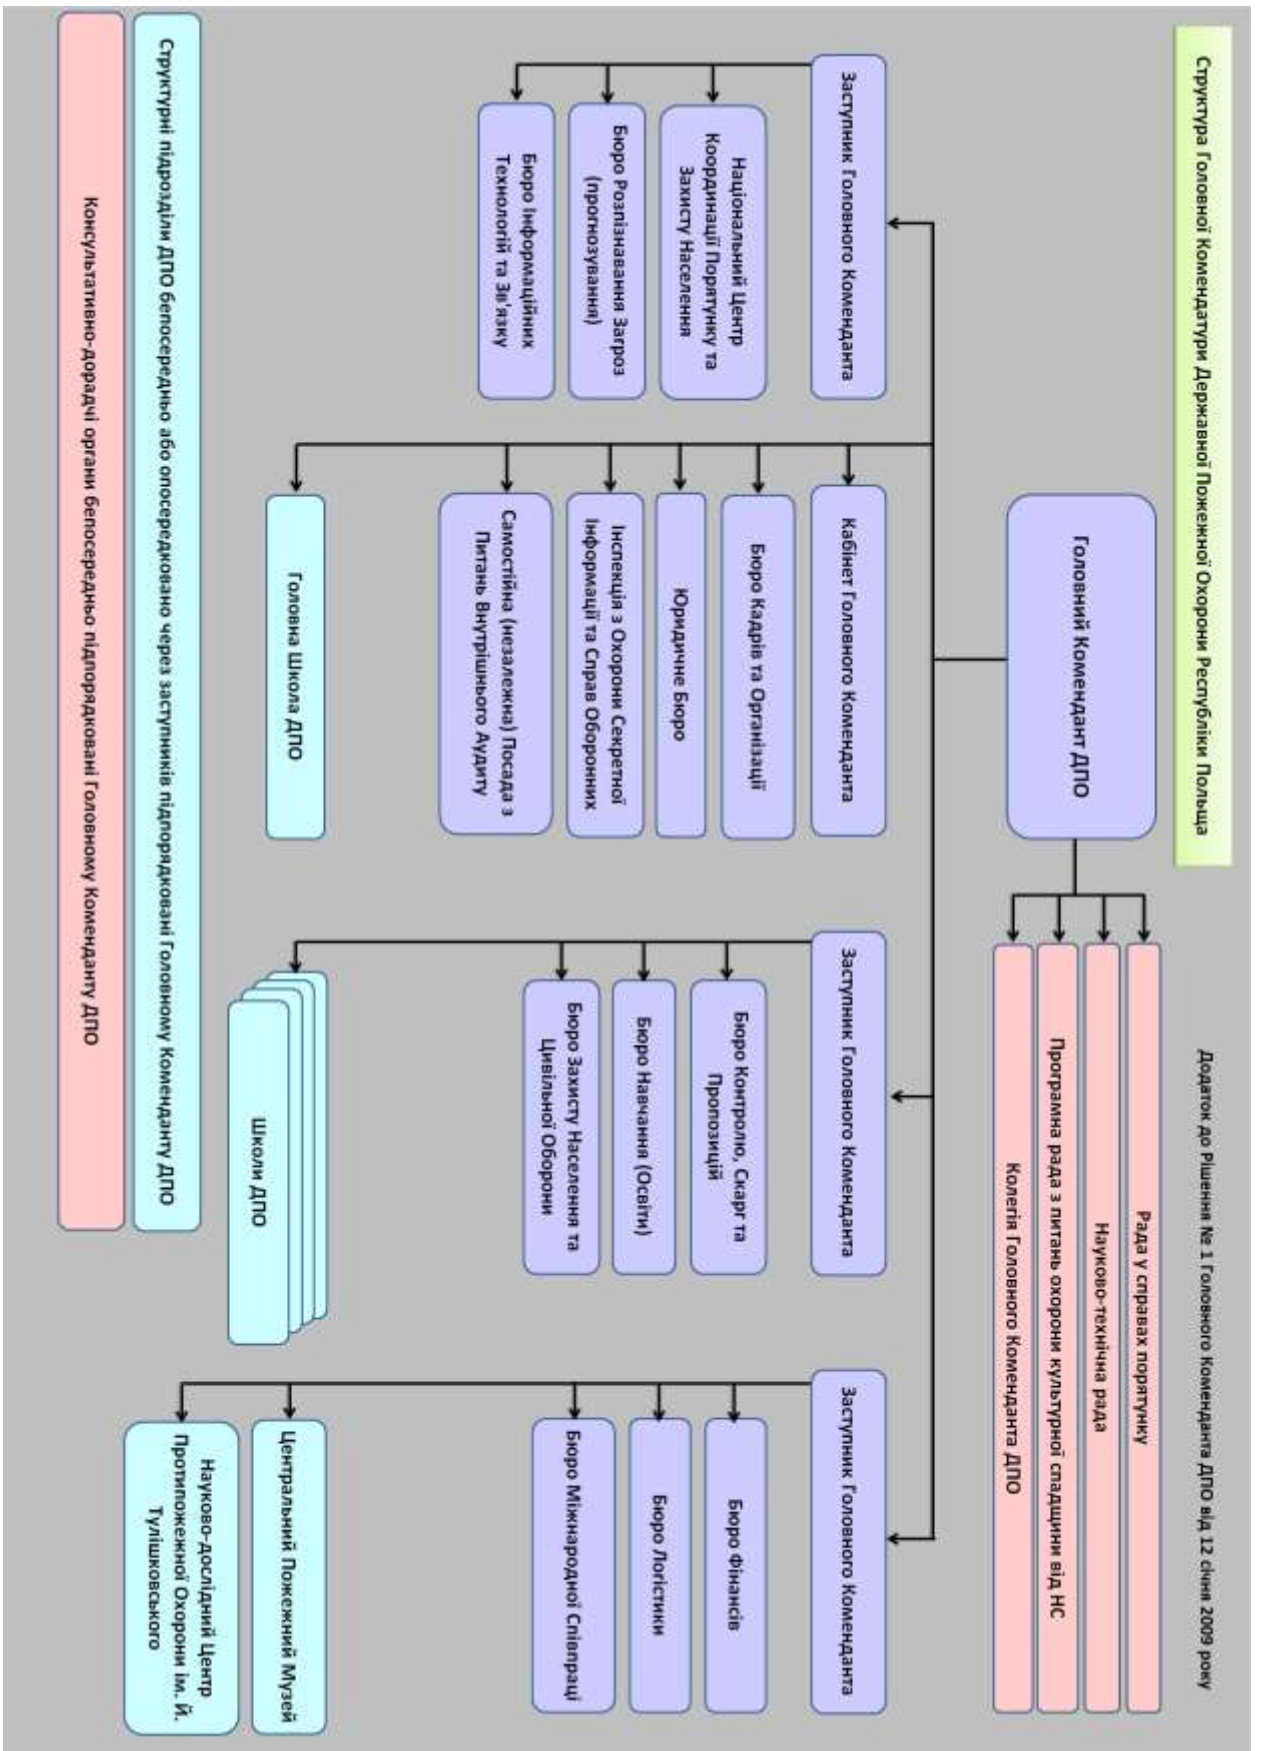 Структура Головної Комендатури Державної Пожежної Охорони Республіки Польща
Додаток до Рішення № 1 Головного Коменданта ДПО від 12 січня 2009 року
Головний Комендант ДПО
Рада у справах порятунку
Науково-технічна рада
Програмна рада з питань охорони культурної спадщини від НС
Колегія Головного Коменданта ДПО
Заступник Головного Коменданта
Національний Центр
Координації Порятунку та
Захисту Населення
Бюро Розпізнавання Загроз
(прогнозування)
Бюро Інформаційних
Технологій та Зв'язку
Кабінет Головного Коменданта
Бюро Кадрів та Організації
Юридичне Бюро
Інспекція з Охорони Секретної
Інформації та Справ Оборонних
Самостійна (незалежна) Посада з
Питань Внутрішнього Аудиту
Головна Школа ДПО
Заступник Головного Коменданта
Бюро Контролю, Скарг та
Пропозицій
Бюро Навчання (Освіти)
Бюро Захисту Населення та
Цивільної Оборони
Школи ДПО
Заступник Головного Коменданта
Бюро Фінансів
Бюро Логістики
Бюро Міжнародної Співпраці
Центральний Пожежний Музей
Науково-дослідний Центр
Протипожежної Охорони ім. Й.
Тулішковського
Структурні підрозділи ДПО бепосередньо або опосередковано через заступників підпорядковані Головному Коменданту ДПО
Консультативно-дорадчі органи бепосередньо підпорядковані Головному Коменданту ДПО